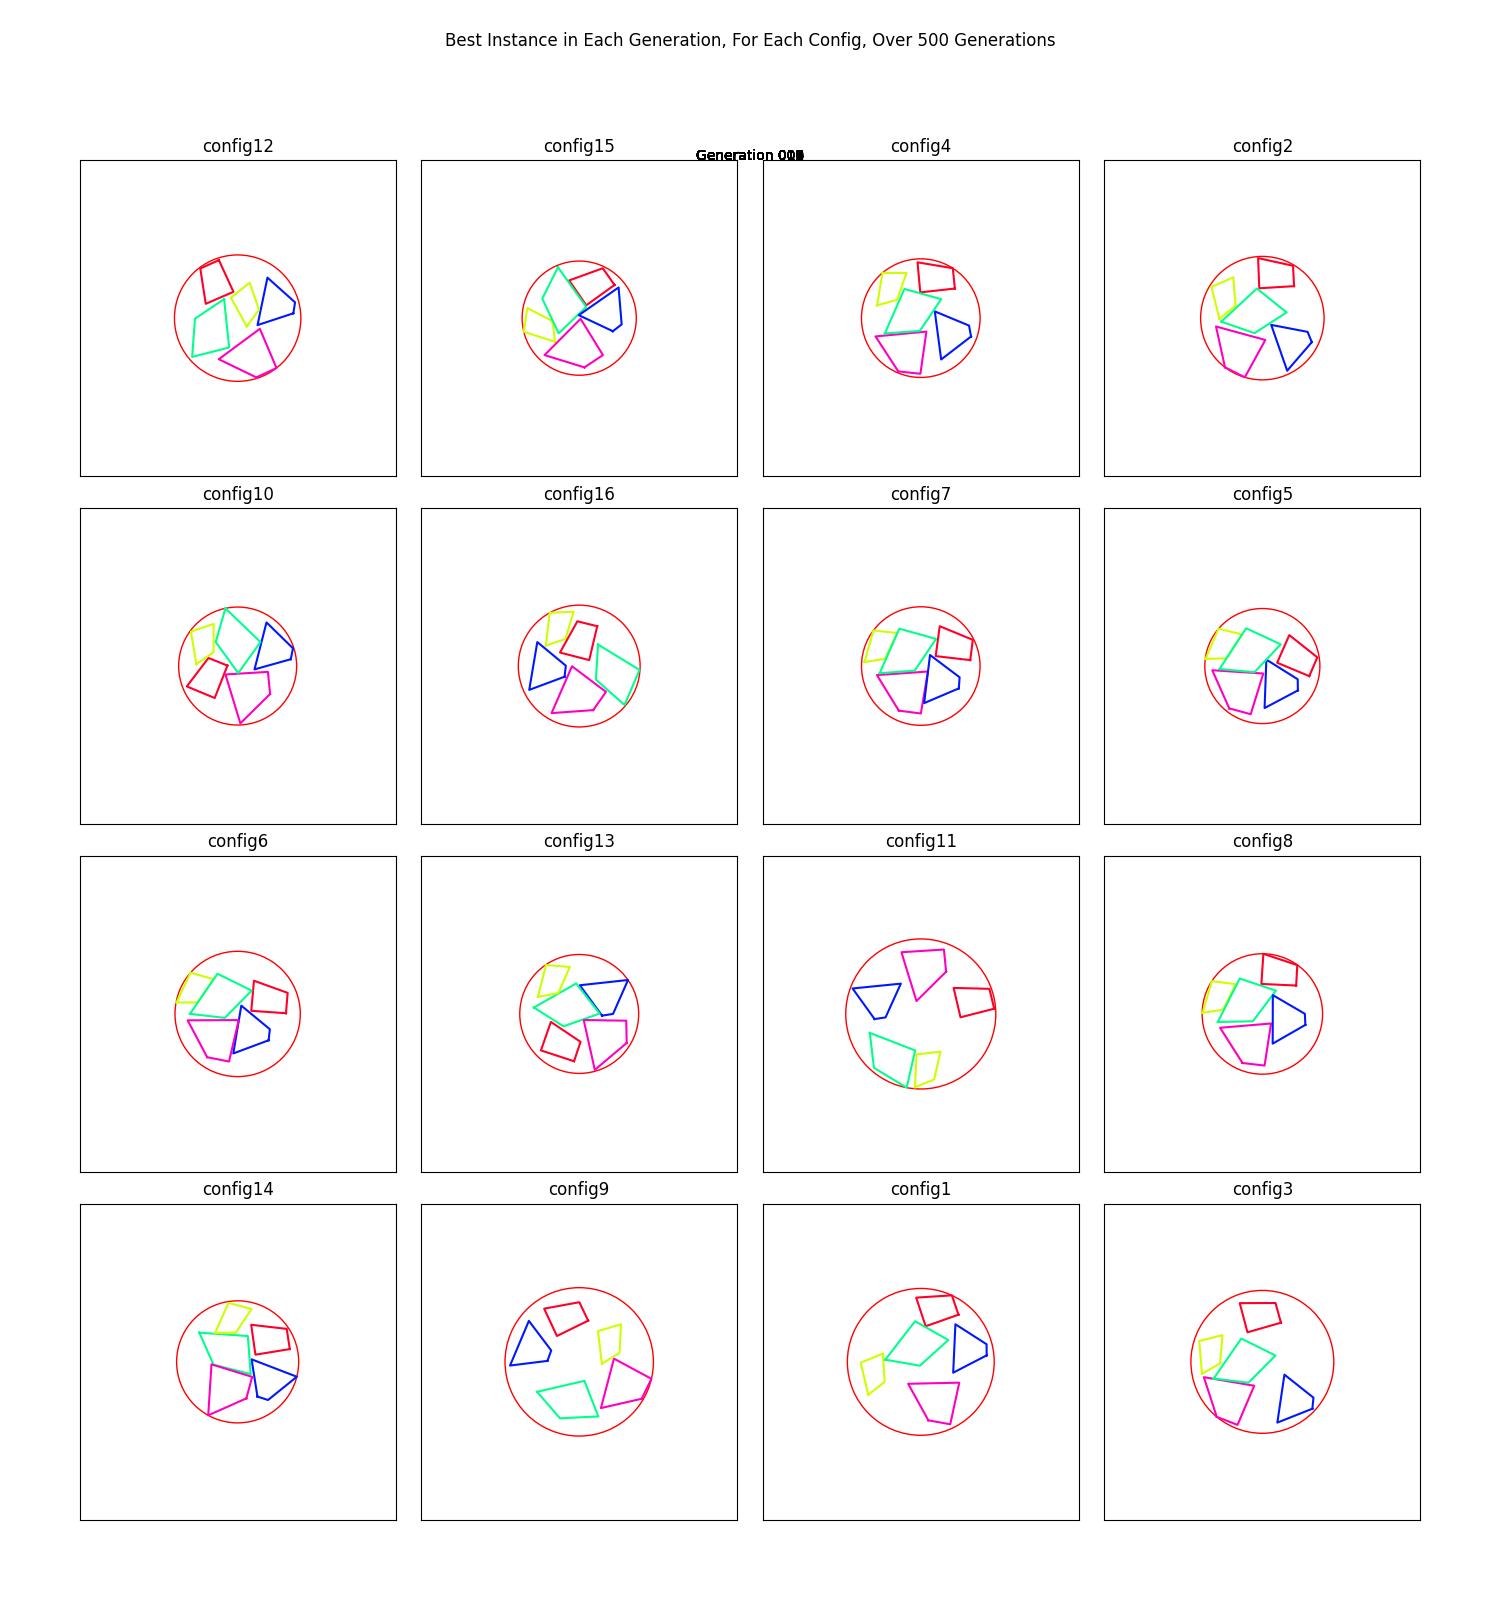 Best Instance in Each Generation, For Each Config, Over 500 Generations
config12
config15
Generation
config4
config2
config10
config16
config7
config5
config6
config13
config11
config8
config14
config9
config1
config3